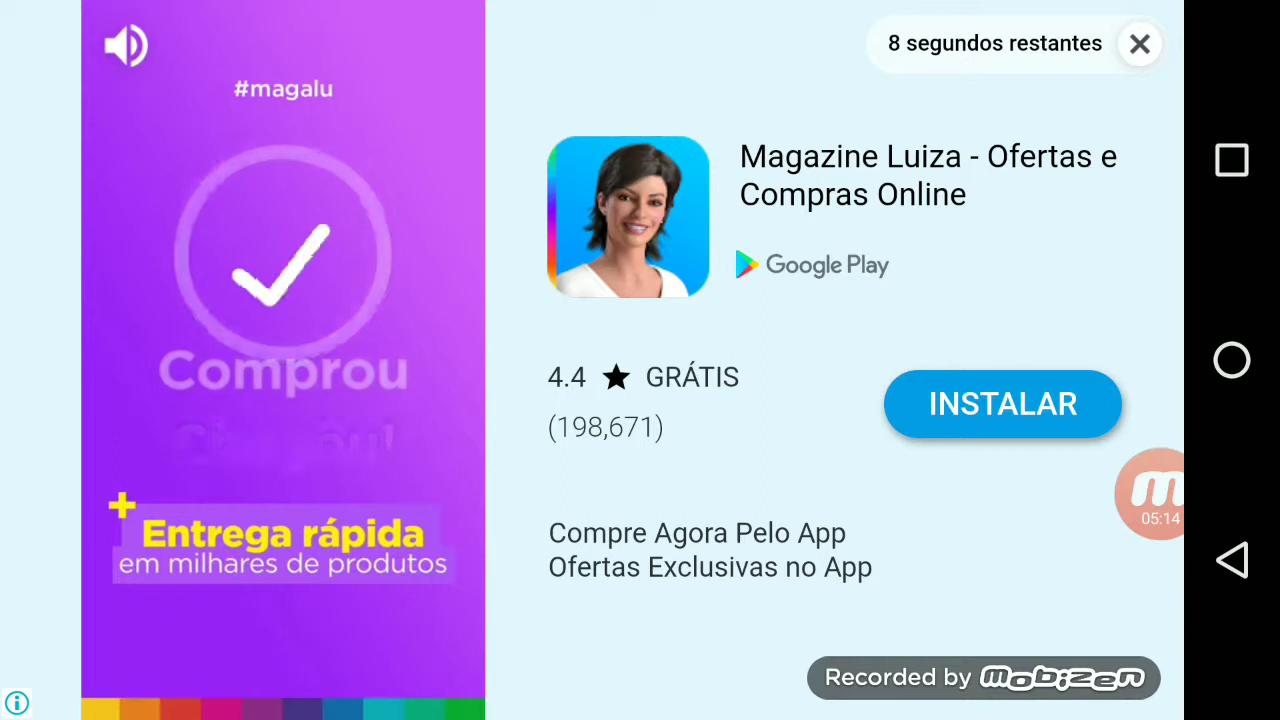 #magalu
Comprou
Chegou!
Entrega rápida
em milhares de produtos
8 segundos restantes
Magazine Luiza - Ofertas e
Compras Online
Google Play
4.4 ★ GRÁTIS
(198,671)
INSTALAR
05:14
Compre Agora Pelo App
Ofertas Exclusivas no App
Recorded by mobizen